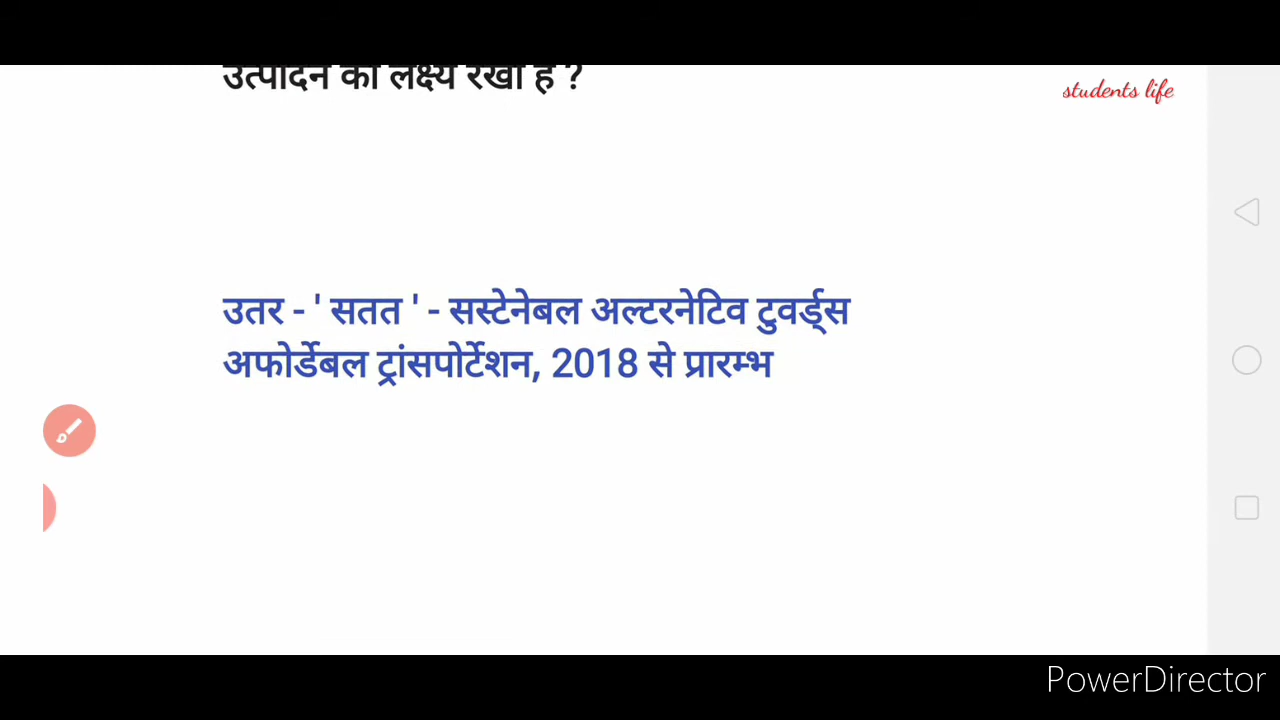 उत्पादन का लक्ष्य रखा है ?
students life
उतर - ' सतत ' - सस्टेनेबल अल्टरनेटिव टुवर्ड्स
अफोर्डेबल ट्रांसपोर्टेशन, 2018 से प्रारम्भ
PowerDirector